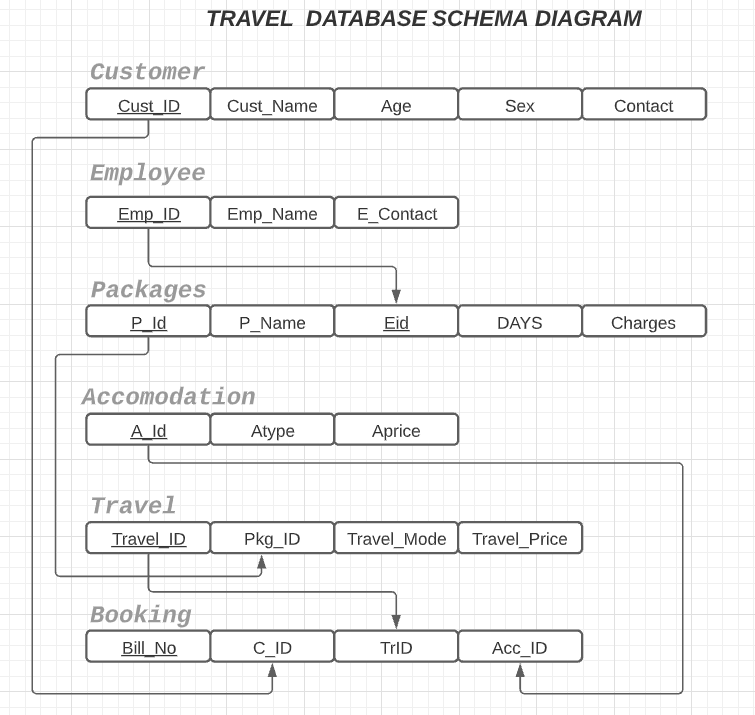 TRAVEL DATABASE SCHEMA DIAGRAM
Customer
Cust_ID Cust_Name Age Sex Contact
Employee
Emp_ID Emp_Name E_Contact
Packages
P_Id P_Name Eid DAYS Charges
Accomodation
A_Id Atype Aprice
Travel
Travel_ID Pkg_ID Travel_Mode Travel_Price
Booking
Bill_No C_ID TrID Acc_ID